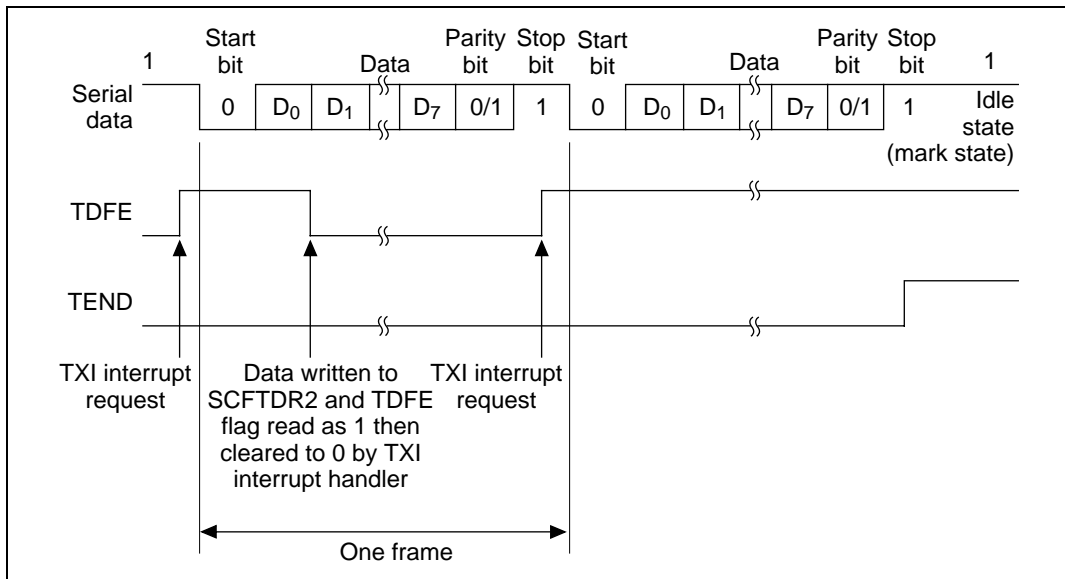 Start bit Data Parity bit Stop bit Start bit Data Parity bit Stop bit
1 1
Serial data 0 D0 D1 D7 0/1 1 0 D0 D1 D7 0/1 1 Idle state (mark state)
TDFE
TEND
TXI interrupt request
Data written to SCFTDR2 and TDFE flag read as 1 then cleared to 0 by TXI interrupt handler
TXI interrupt request
One frame